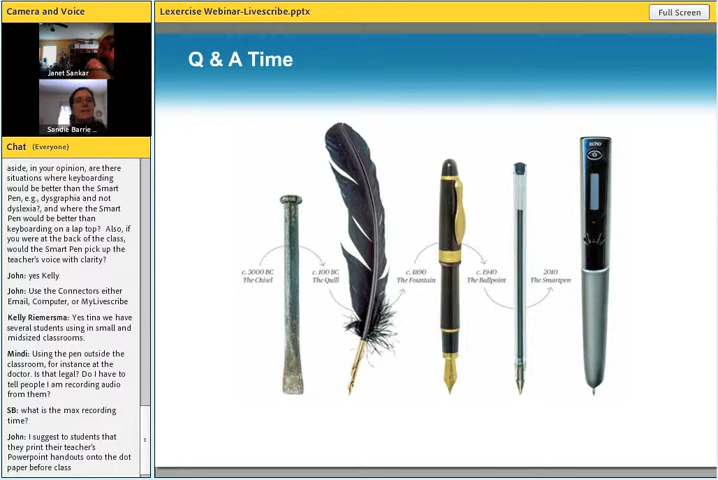 Camera and Voice
Janet Sankar
Sandie Barrie ...
Chat (Everyone)
aside, in your opinion, are there
situations where keyboarding
would be better than the Smart
Pen, e.g., dysgraphia and not
dyslexia?, and where the Smart
Pen would be better than
keyboarding on a lap top? Also, if
you were at the back of the class,
would the Smart Pen pick up the
teacher's voice with clarity?
John: yes Kelly
John: Use the Connectors either
Email, Computer, or MyLivescribe
Kelly Riemersma: Yes tina we have
several students using in small and
midsized classrooms.
Mindi: Using the pen outside the
classroom, for instance at the
doctor. Is that legal? Do I have to
tell people I am recording audio
from them?
SB: what is the max recording
time?
John: I suggest to students that
they print their teacher's
Powerpoint handouts onto the dot
paper before class
Lexercise Webinar-Livescribe.pptx
Full Screen
Q & A Time
c. 3000 BC
The Chisel
c. 100 BC
The Quill
c. 1890
The Fountain
c. 1940
The Ballpoint
2010
The Smartpen
echo